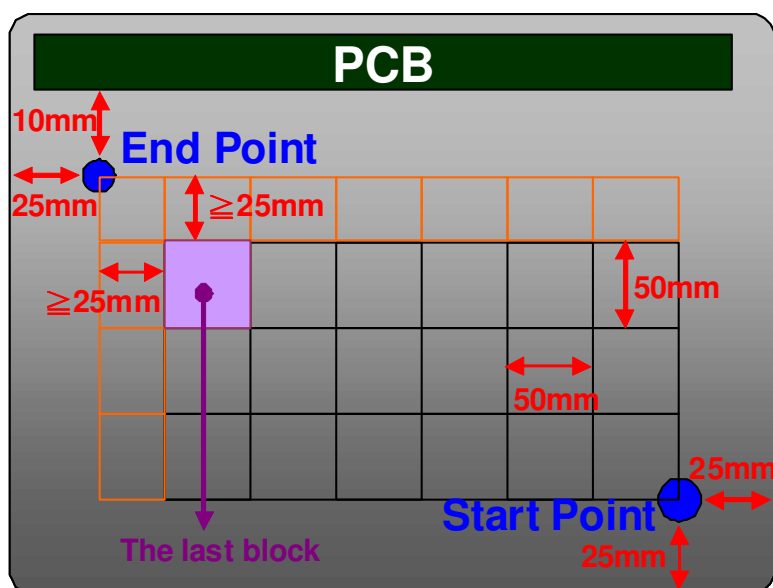 PCB
10mm
End Point
25mm
≧25mm
≧25mm
50mm
50mm
25mm
Start Point
The last block
25mm